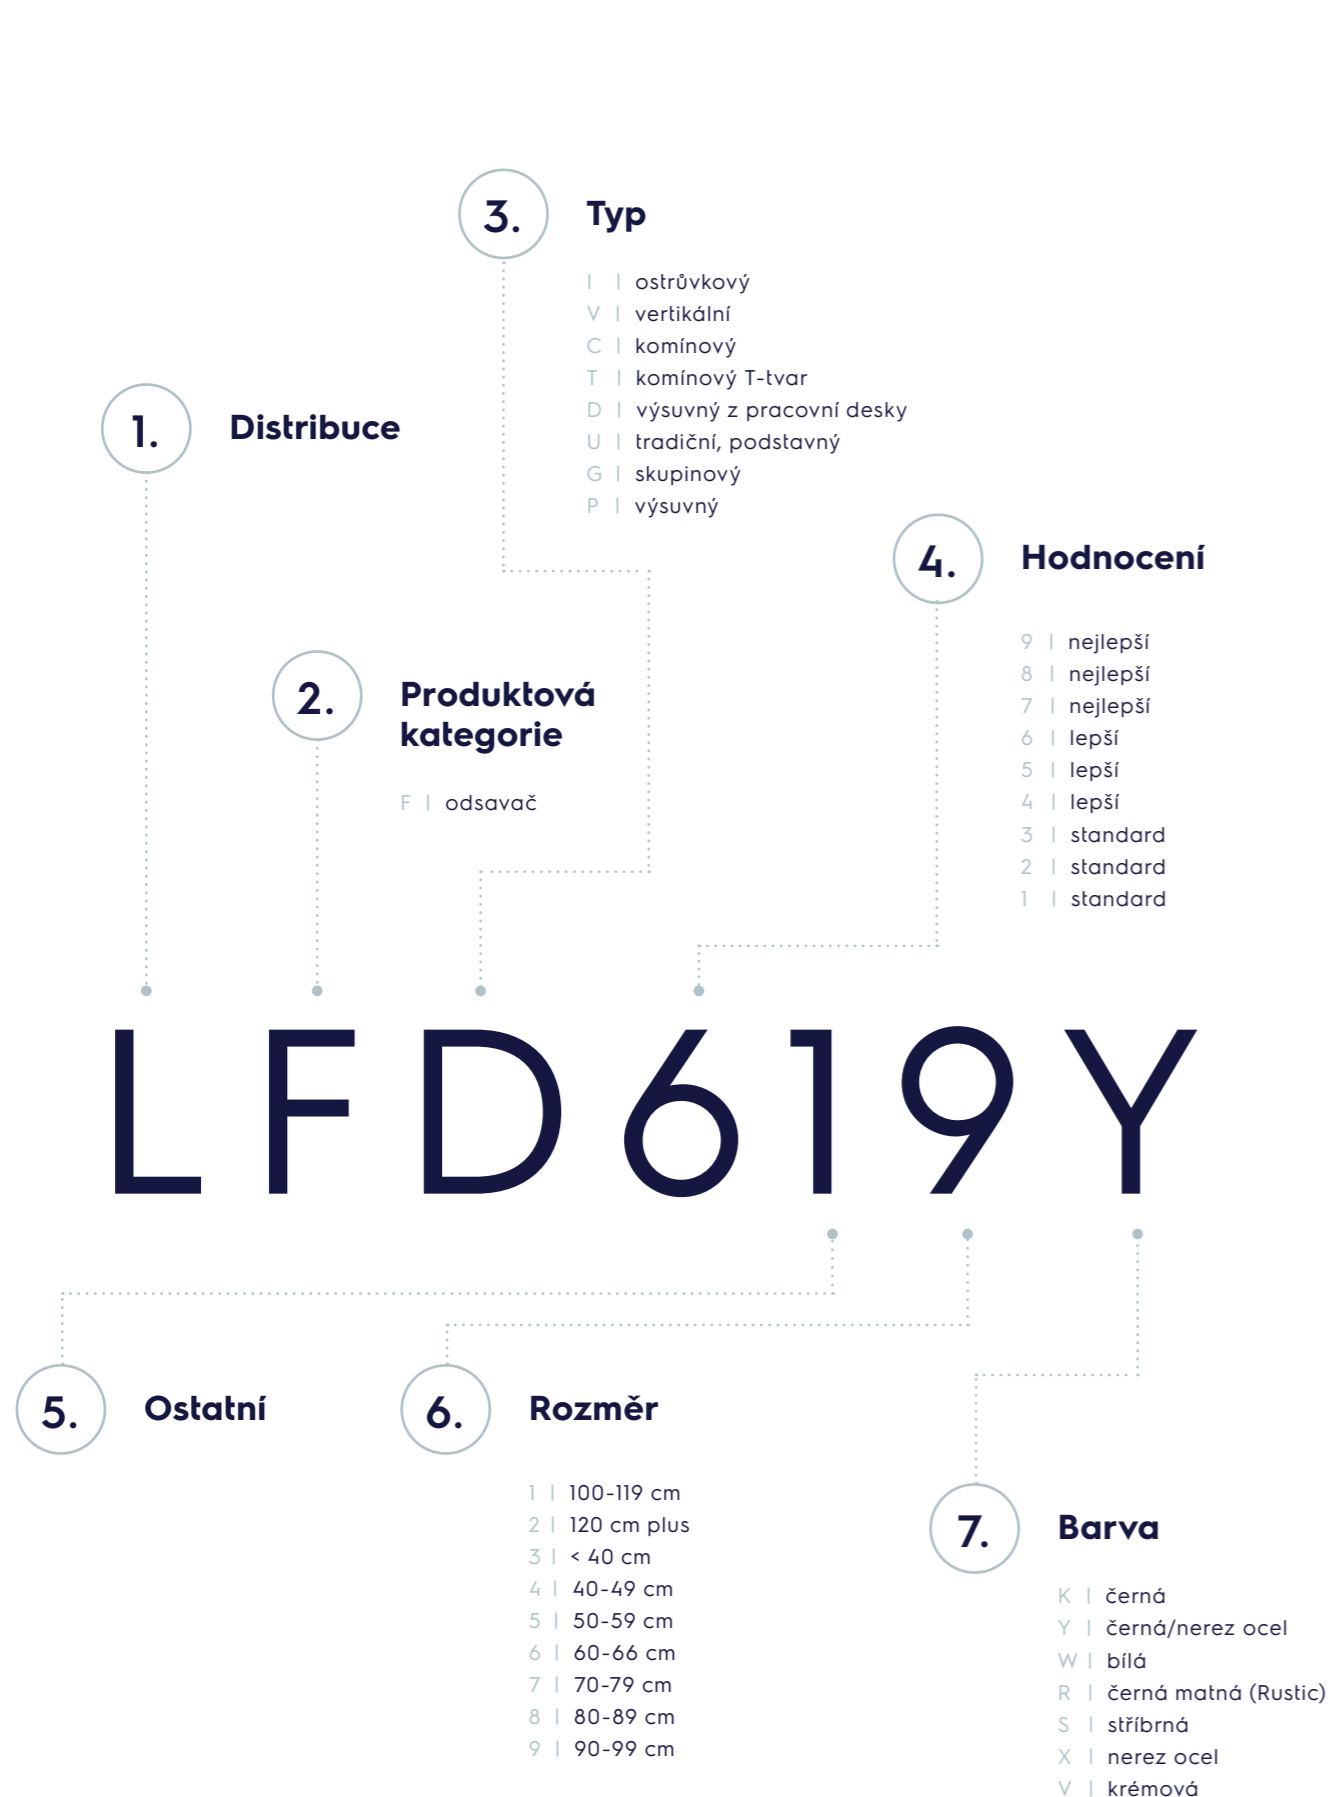 3. Typ
I | ostrůvkový
V | vertikální
C | komínový
T | komínový T-tvar
D | výsuvný z pracovní desky
U | tradiční, podstavný
G | skupinový
P | výsuvný
1. Distribuce
4. Hodnocení
9 | nejlepší
8 | nejlepší
7 | nejlepší
6 | lepší
5 | lepší
4 | lepší
3 | standard
2 | standard
1 | standard
2. Produktová
kategorie
F | odsavač
LFD619Y
5. Ostatní
6. Rozměr
1 | 100-119 cm
2 | 120 cm plus
3 | < 40 cm
4 | 40-49 cm
5 | 50-59 cm
6 | 60-66 cm
7 | 70-79 cm
8 | 80-89 cm
9 | 90-99 cm
7. Barva
K | černá
Y | černá/nerez ocel
W | bílá
R | černá matná (Rustic)
S | stříbrná
X | nerez ocel
V | krémová